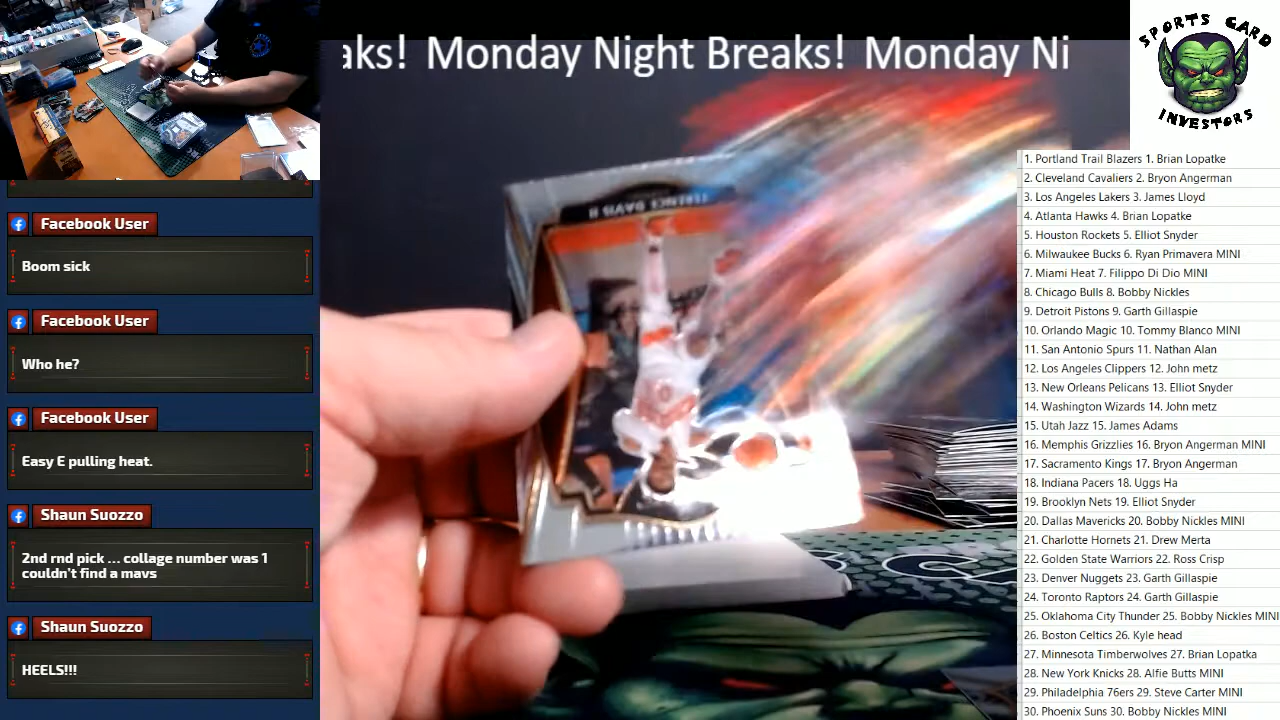 aks! Monday Night Breaks! Monday Ni
SPORTS CARD
INVESTORS
Facebook User
Boom sick
Facebook User
Who he?
Facebook User
Easy E pulling heat.
Shaun Suozzo
2nd rnd pick ... collage number was 1
couldn't find a mavs
Shaun Suozzo
HEELS!!!
TERENCE DAVIS II
1. Portland Trail Blazers 1. Brian Lopatke
2. Cleveland Cavaliers 2. Bryon Angerman
3. Los Angeles Lakers 3. James Loyd
4. Atlanta Hawks 4. Brian Lopatke
5. Houston Rockets 5. Elliot Snyder
6. Milwaukee Bucks 6. Ryan Primavera MINI
7. Miami Heat 7. Filippo Di Dio MINI
8. Chicago Bulls 8. Bobby Nickles
9. Detroit Pistons 9. Garth Gillaspie
10. Orlando Magic 10. Tommy Blanco MINI
11. San Antonio Spurs 11. Nathan Alan
12. Los Angeles Clippers 12. John metz
13. New Orleans Pelicans 13. Elliot Snyder
14. Washington Wizards 14. John metz
15. Utah Jazz 15. James Adams
16. Memphis Grizzlies 16. Bryon Angerman MINI
17. Sacramento Kings 17. Bryon Angerman
18. Indiana Pacers 18. Uggs Ha
19. Brooklyn Nets 19. Elliot Snyder
20. Dallas Mavericks 20. Bobby Nickles MINI
21. Charlotte Hornets 21. Drew Merta
22. Golden State Warriors 22. Ross Crisp
23. Denver Nuggets 23. Garth Gillaspie
24. Toronto Raptors 24. Garth Gillaspie
25. Oklahoma City Thunder 25. Bobby Nickles MINI
26. Boston Celtics 26. Kyle head
27. Minnesota Timberwolves 27. Brian Lopatka
28. New York Knicks 28. Alfie Butts MINI
29. Philadelphia 76ers 29. Steve Carter MINI
30. Phoenix Suns 30. Bobby Nickles MINI